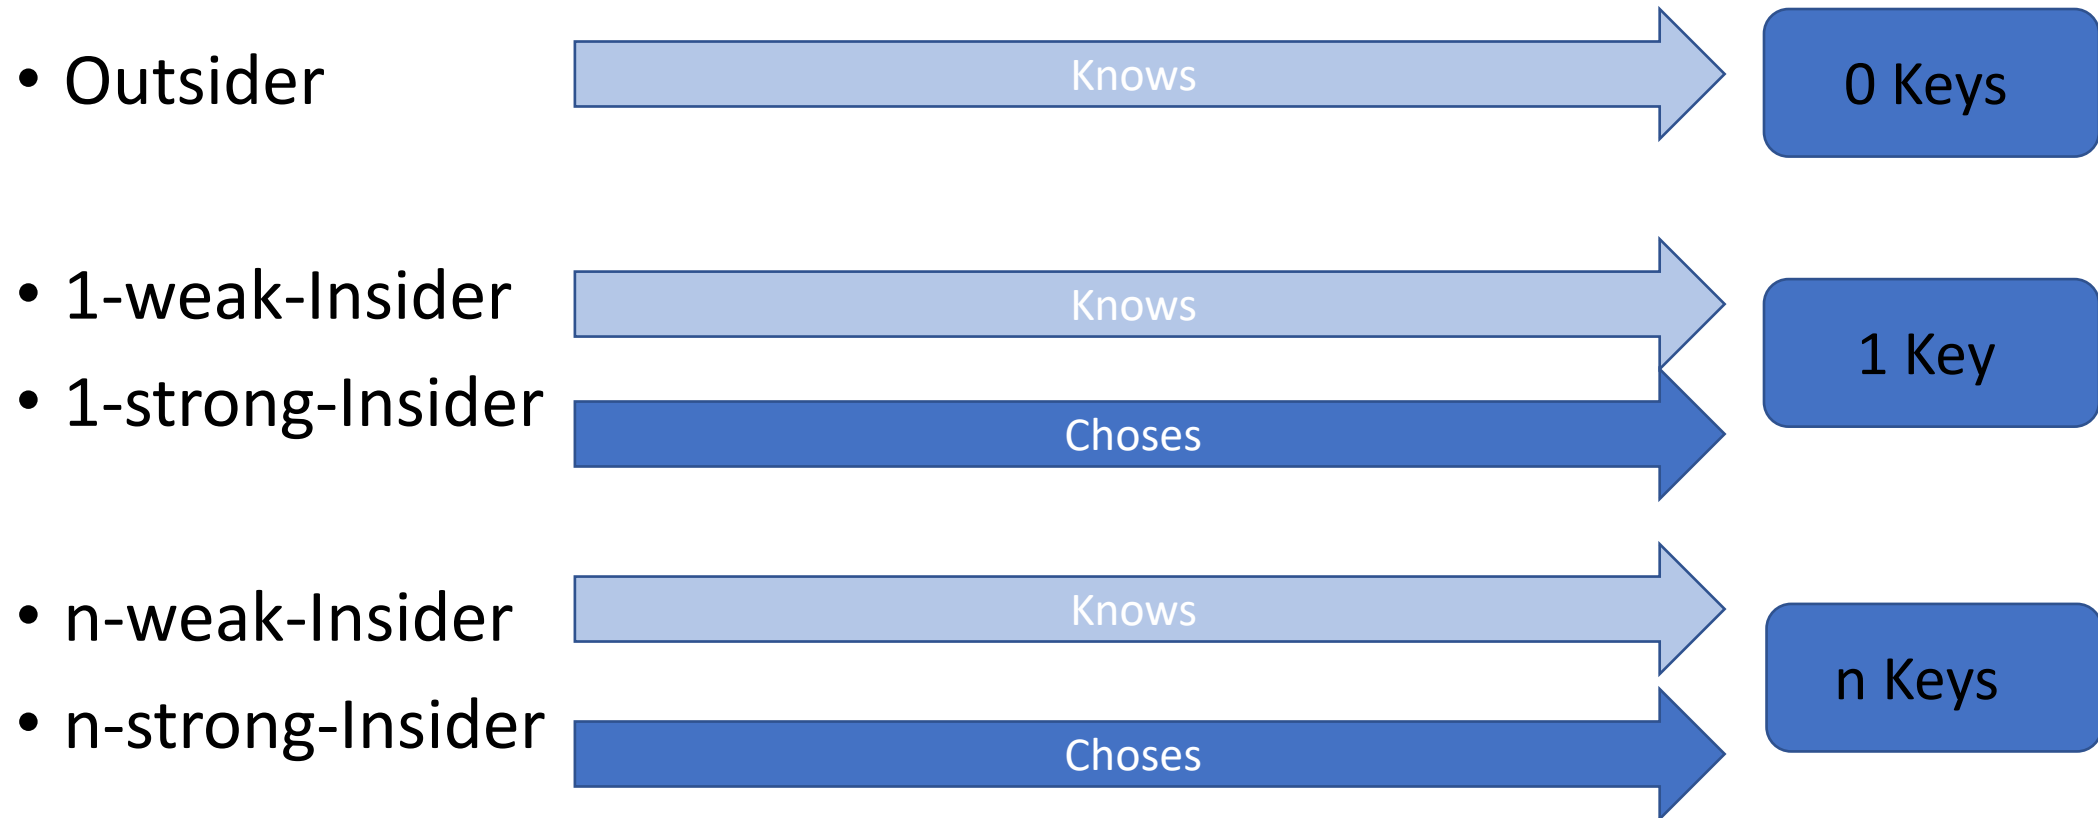 • Outsider
Knows
0 Keys
• 1-weak-Insider
Knows
1 Key
• 1-strong-Insider
Choses
• n-weak-Insider
Knows
n Keys
• n-strong-Insider
Choses